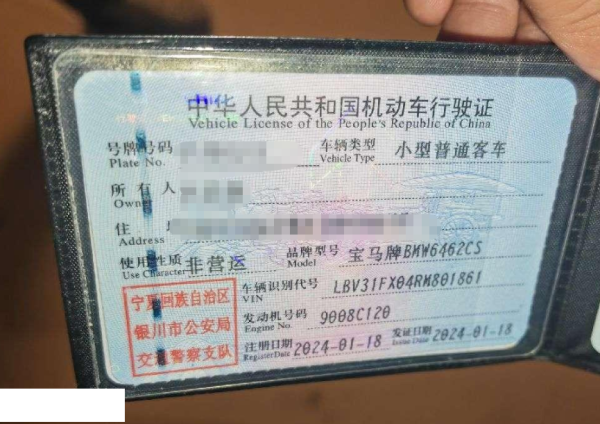 中华人民共和国机动车行驶证
Vehicle License of the People's Republic of China
号牌号码 车辆类型 小型普通客车
Plate No. Vehicle Type
所有人
Owner
住
Address
使用性质 非营运 品牌型号 宝马牌BMW6462CS
Use Character Model
车辆识别代号 LBV31FX04RM801861
VIN
发动机号码 9008C120
Engine No.
注册日期 2024-01-18 发证日期 2024-01-18
Register Date Issue Date
宁夏回族自治区
银川市公安局
交通警察支队